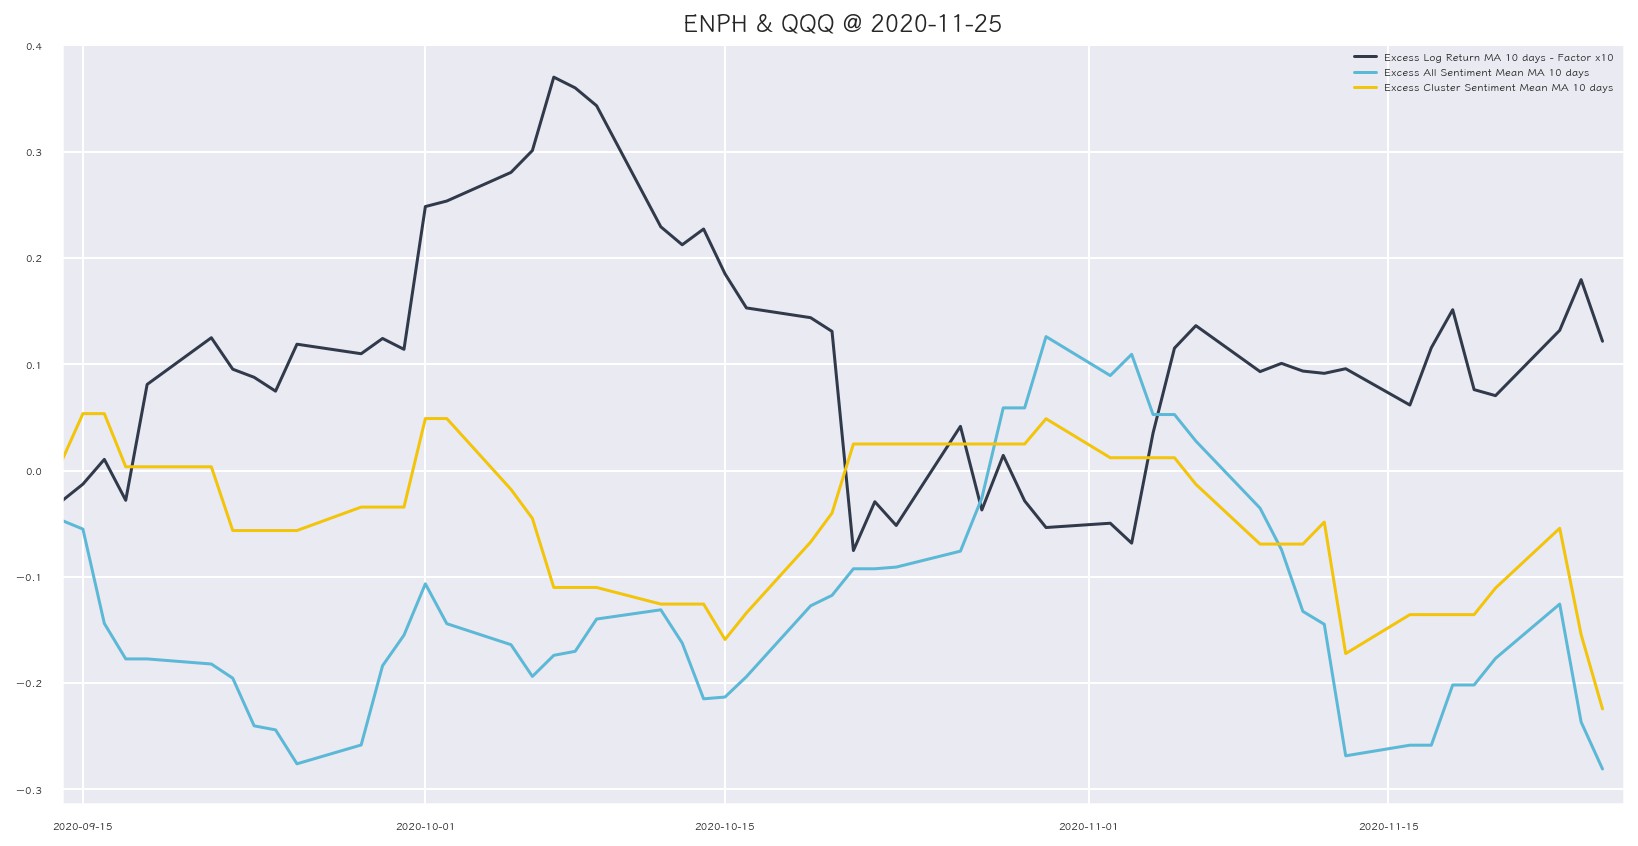 ENPH & QQQ @ 2020-11-25
Excess Log Return MA 10 days - Factor x10
Excess All Sentiment Mean MA 10 days
Excess Cluster Sentiment Mean MA 10 days
0.4
0.3
0.2
0.1
0.0
−0.1
−0.2
−0.3
2020-09-15 2020-10-01 2020-10-15 2020-11-01 2020-11-15